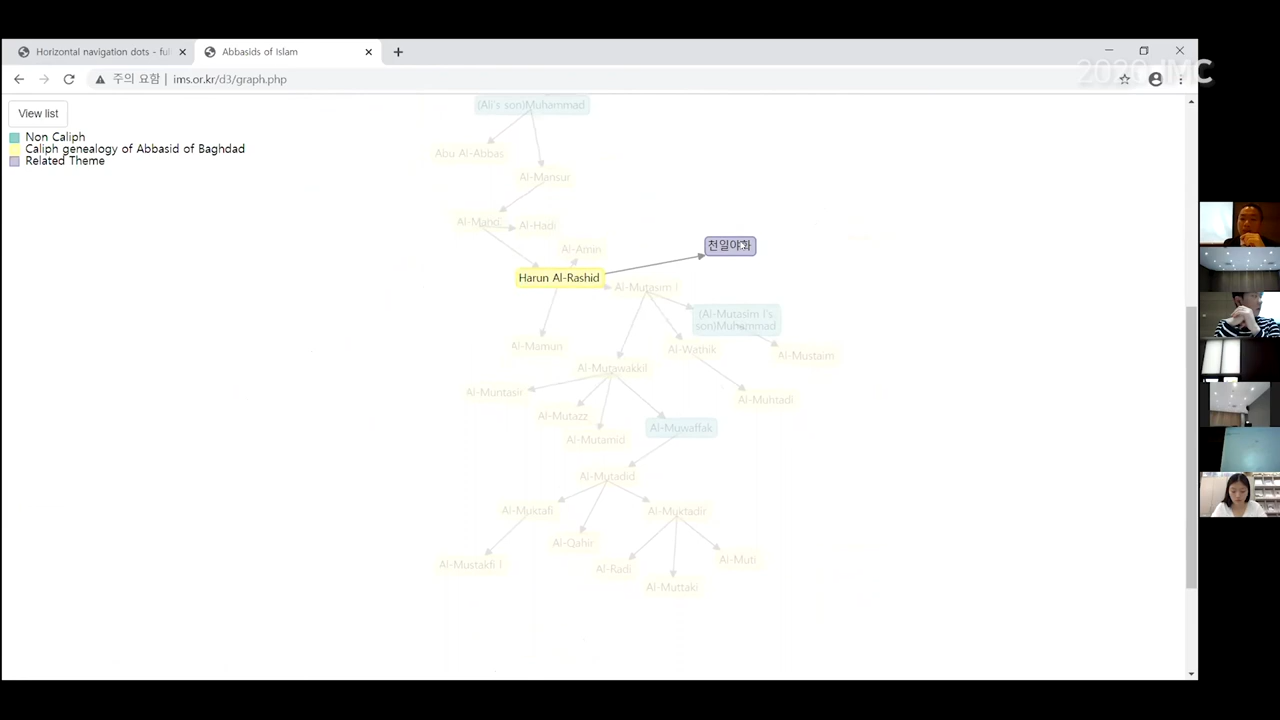 2020 JMC
Horizontal navigation dots - full
Abbasids of Islam
주의 요함
ims.or.kr/d3/graph.php
View list
Non Caliph
Caliph genealogy of Abbasid of Baghdad
Related Theme
(Ali's son)Muhammad
Abu Al-Abbas
Al-Mansur
Al-Hadi
Al-Amin
천일야화
Harun Al-Rashid
Al-Mutasim I
(Al-Mutasim I's
son)Muhammad
Al-Mamun
Al-Wathik
Al-Mustaim
Al-Mutawakkil
Al-Muntasir
Al-Muhtadi
Al-Mutazz
Al-Muwaffak
Al-Mutamid
Al-Mutadid
Al-Muktafi
Al-Muktadir
Al-Qahir
Al-Muti
Al-Mustakfi I
Al-Radi
Al-Muttaki